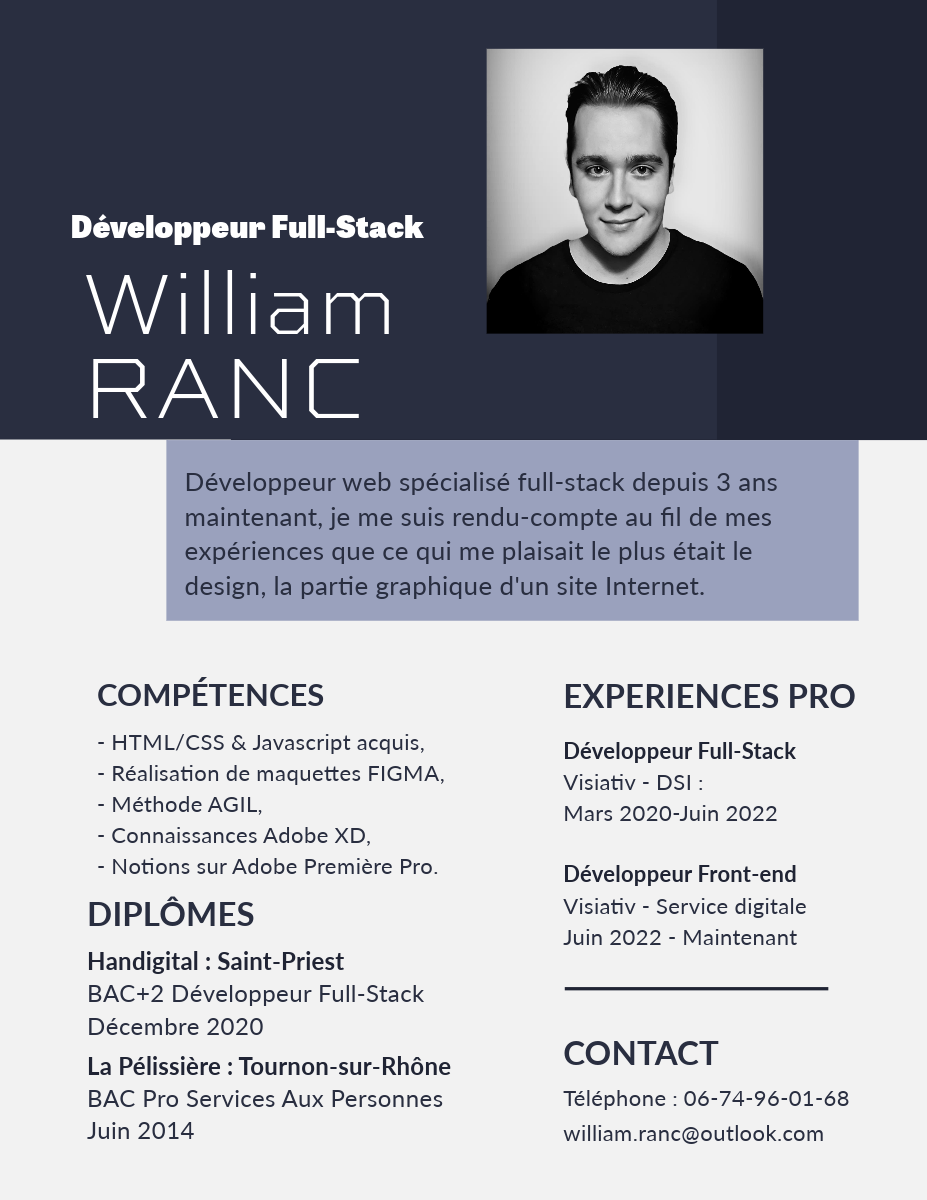 Développeur Full-Stack
William
RANC
Développeur web spécialisé full-stack depuis 3 ans
maintenant, je me suis rendu-compte au fil de mes
expériences que ce qui me plaisait le plus était le
design, la partie graphique d'un site Internet.
COMPÉTENCES
- HTML/CSS & Javascript acquis,
- Réalisation de maquettes FIGMA,
- Méthode AGIL,
- Connaissances Adobe XD,
- Notions sur Adobe Première Pro.
DIPLÔMES
Handigital : Saint-Priest
BAC+2 Développeur Full-Stack
Décembre 2020
La Pélissière : Tournon-sur-Rhône
BAC Pro Services Aux Personnes
Juin 2014
EXPERIENCES PRO
Développeur Full-Stack
Visiativ - DSI :
Mars 2020-Juin 2022
Développeur Front-end
Visiativ - Service digitale
Juin 2022 - Maintenant
CONTACT
Téléphone : 06-74-96-01-68
william.ranc@outlook.com